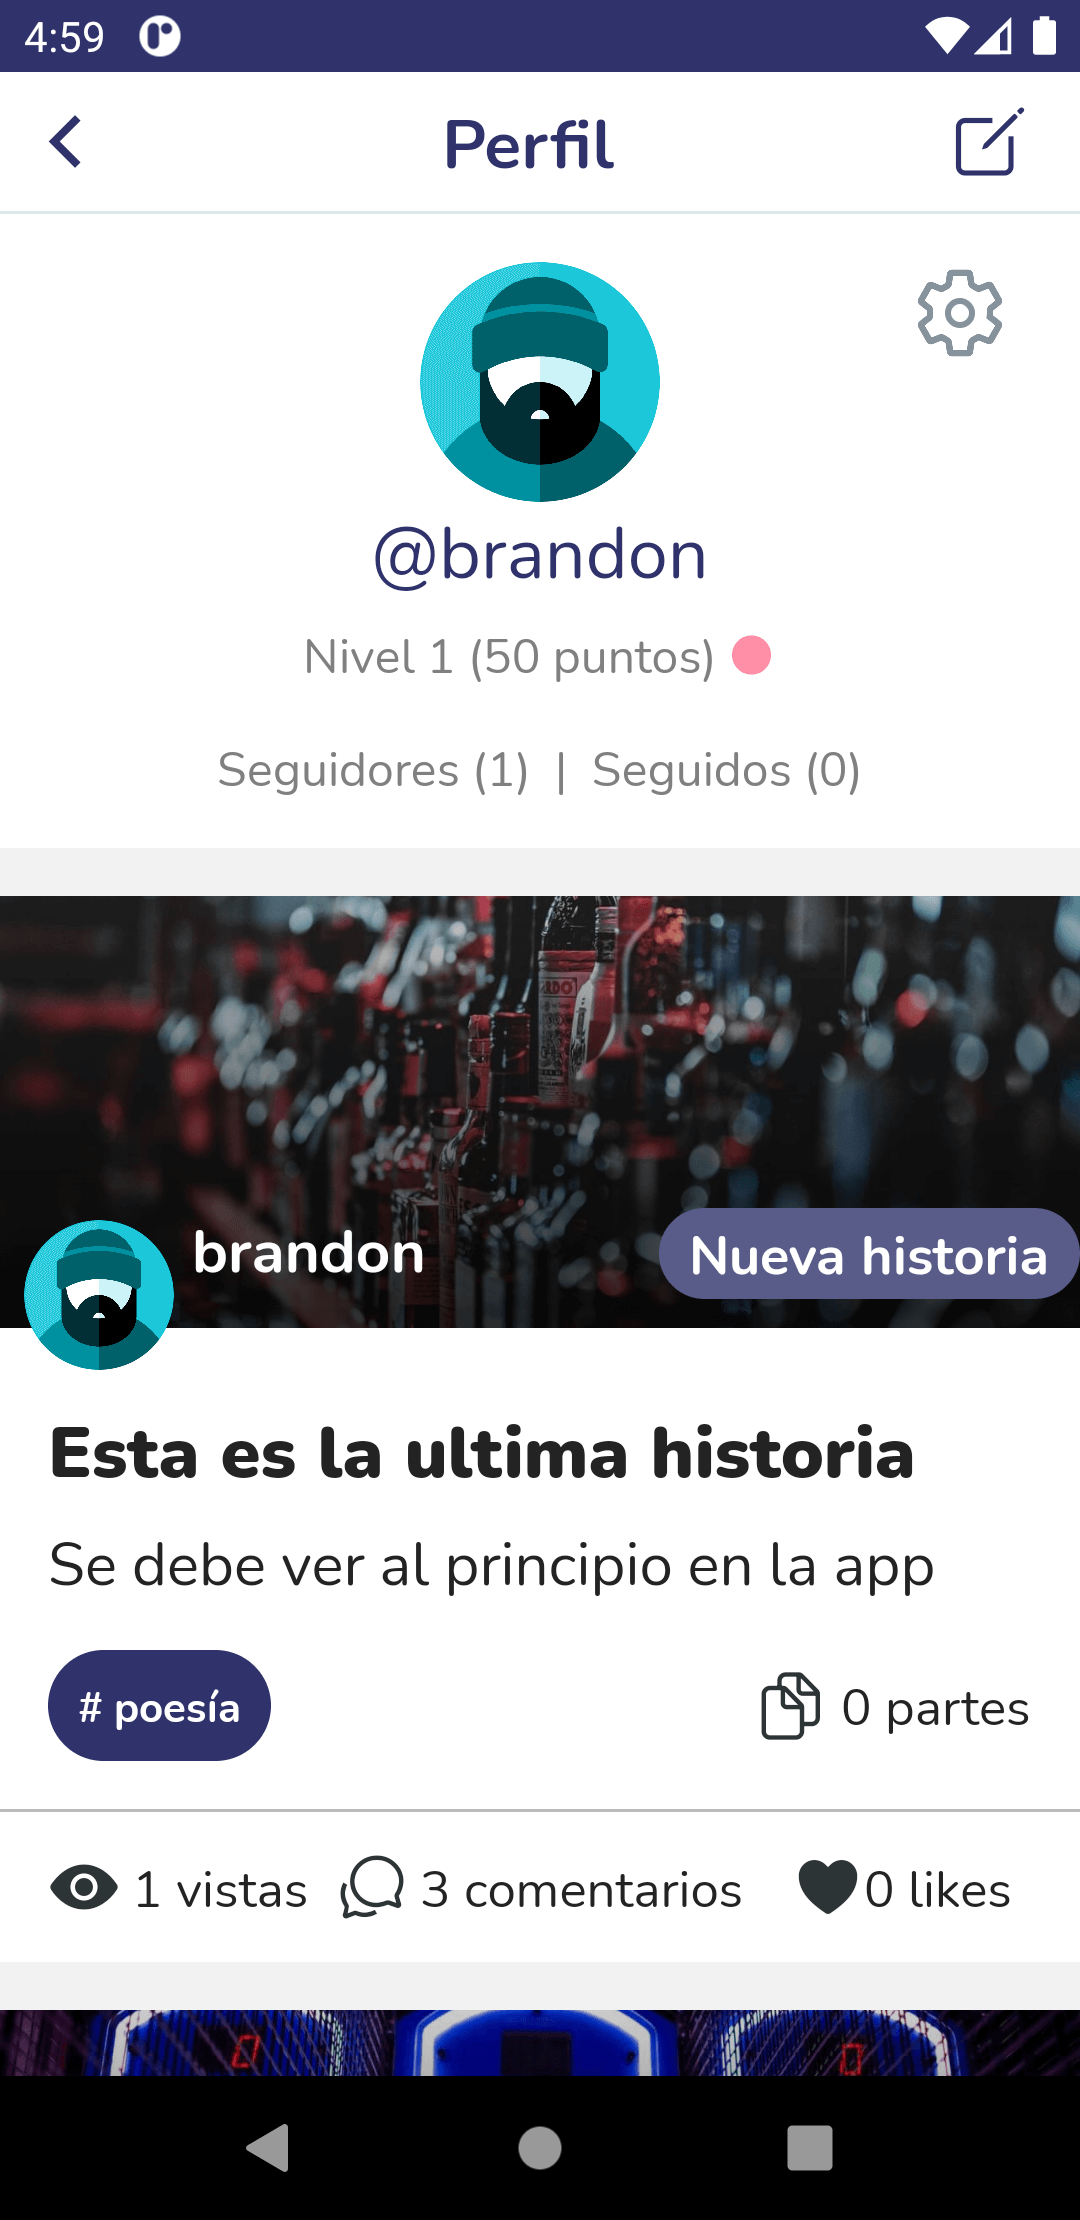 4:59
Perfil
@brandon
Nivel 1 (50 puntos)
Seguidores (1) | Seguidos (0)
brandon
Nueva historia
Esta es la ultima historia
Se debe ver al principio en la app
# poesía
0 partes
1 vistas
3 comentarios
0 likes